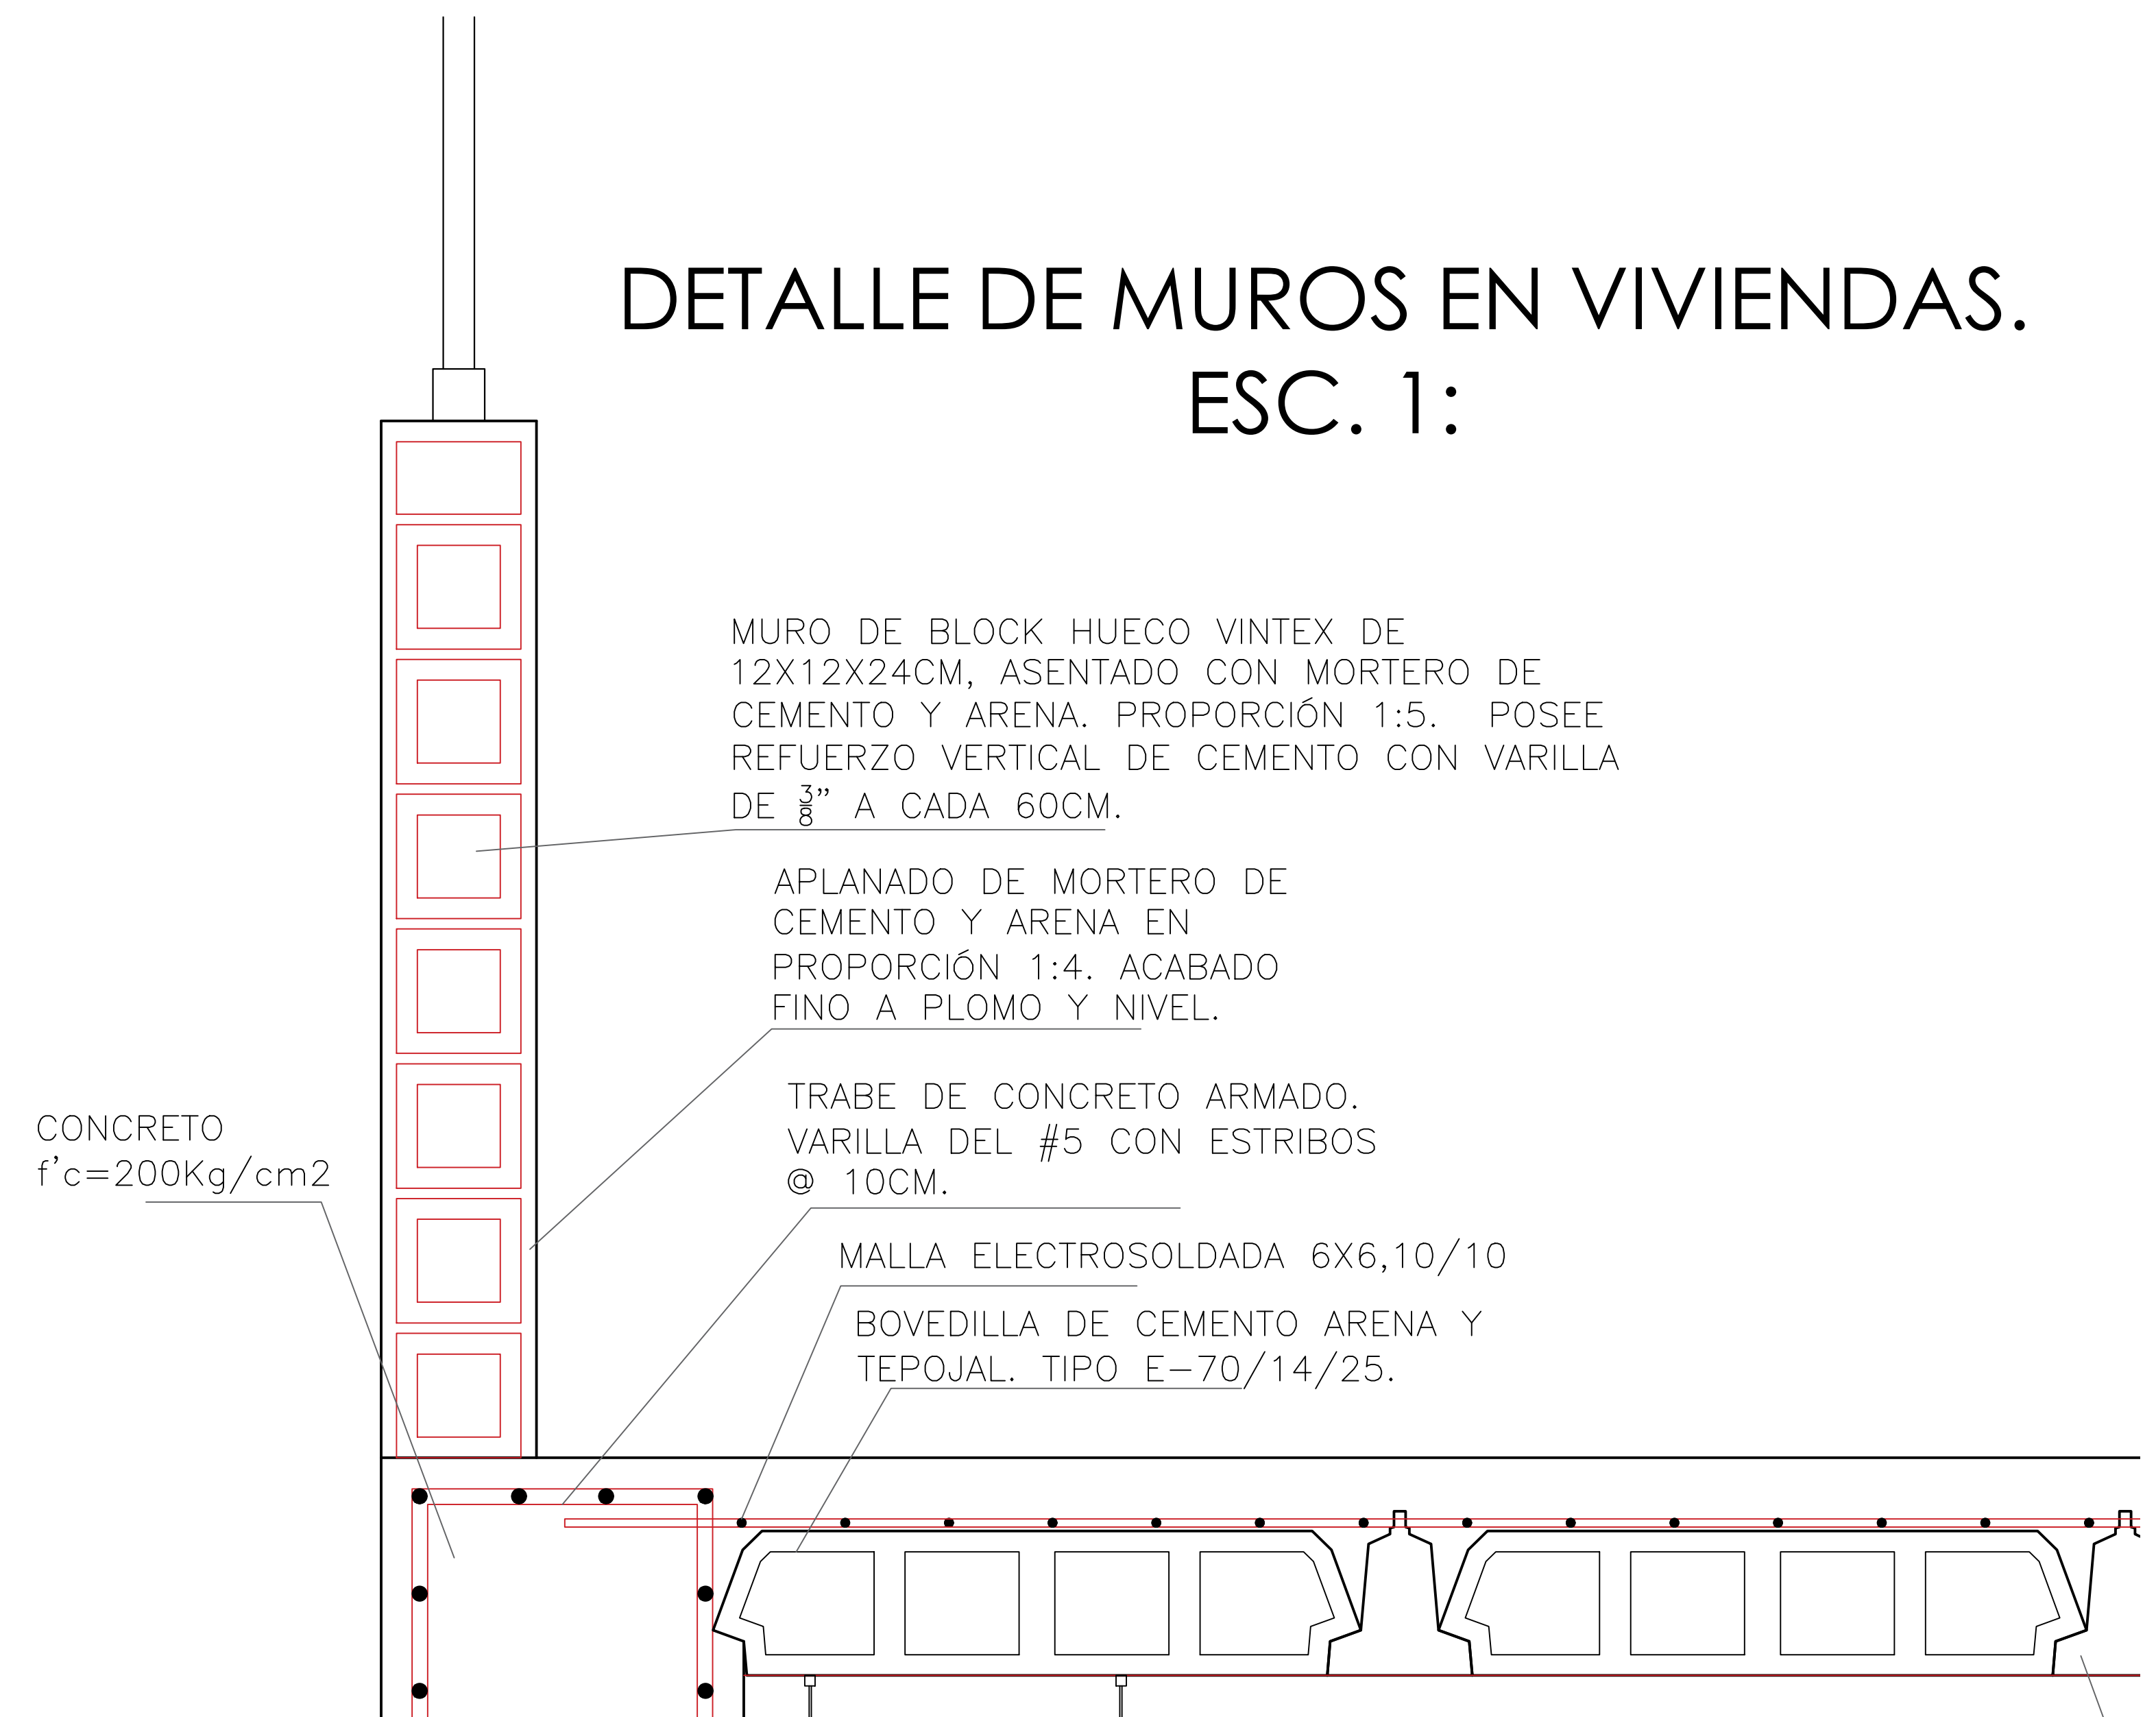 DETALLE DE MUROS EN VIVIENDAS.
ESC. 1:
MURO DE BLOCK HUECO VINTEX DE
12X12X24CM, ASENTADO CON MORTERO DE
CEMENTO Y ARENA. PROPORCIÓN 1:5. POSEE
REFUERZO VERTICAL DE CEMENTO CON VARILLA
DE 3/8” A CADA 60CM.
APLANADO DE MORTERO DE
CEMENTO Y ARENA EN
PROPORCIÓN 1:4. ACABADO
FINO A PLOMO Y NIVEL.
TRABE DE CONCRETO ARMADO.
VARILLA DEL #5 CON ESTRIBOS
@ 10CM.
CONCRETO
f'c=200Kg/cm2
MALLA ELECTROSOLDADA 6X6,10/10
BOVEDILLA DE CEMENTO ARENA Y
TEPOJAL. TIPO E-70/14/25.